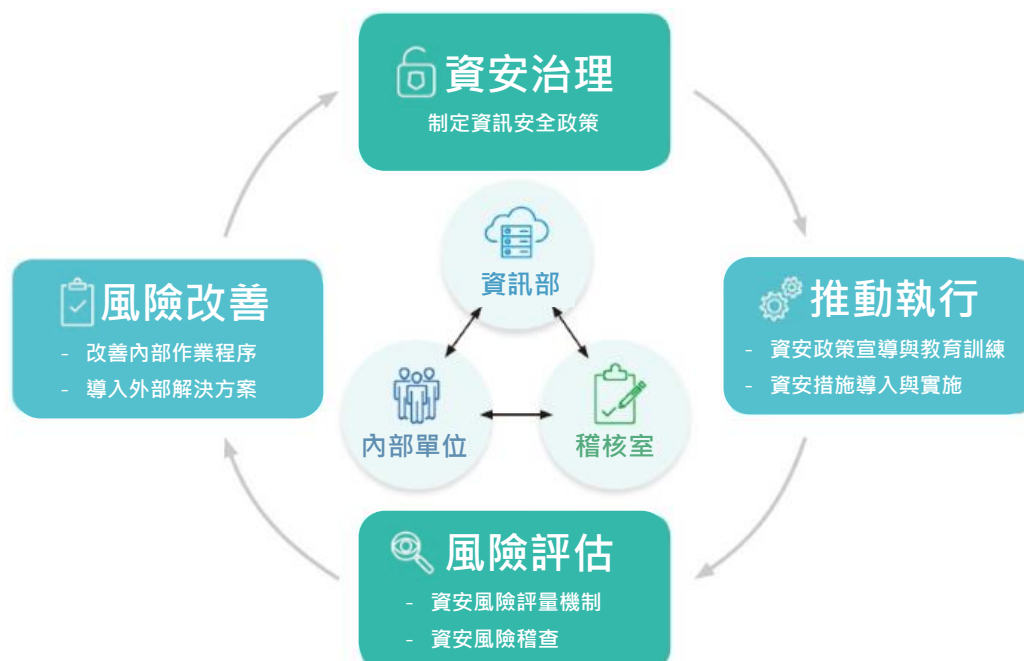 資安治理
制定資訊安全政策
資訊部
風險改善
- 改善內部作業程序
- 導入外部解決方案
推動執行
- 資安政策宣導與教育訓練
- 資安措施導入與實施
內部單位
稽核室
風險評估
- 資安風險評量機制
- 資安風險稽查